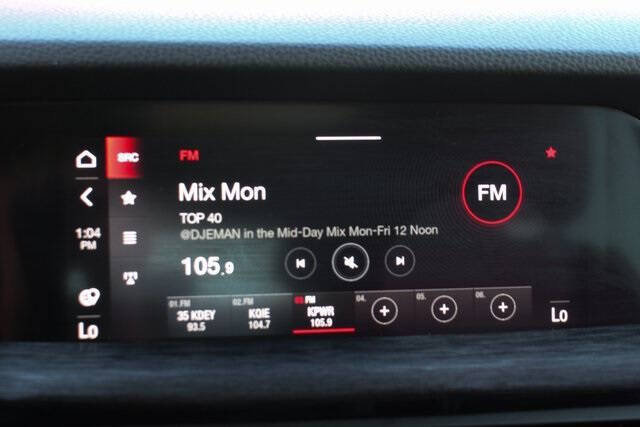 SRC
FM
Mix Mon
TOP 40
@DJEMAN in the Mid-Day Mix Mon-Fri 12 Noon
FM
1:04
PM
105.9
01.FM
35 KDEY
93.5
02.FM
KQIE
104.7
03.FM
KPWR
105.9
04.
05.
06.
Lo
Lo